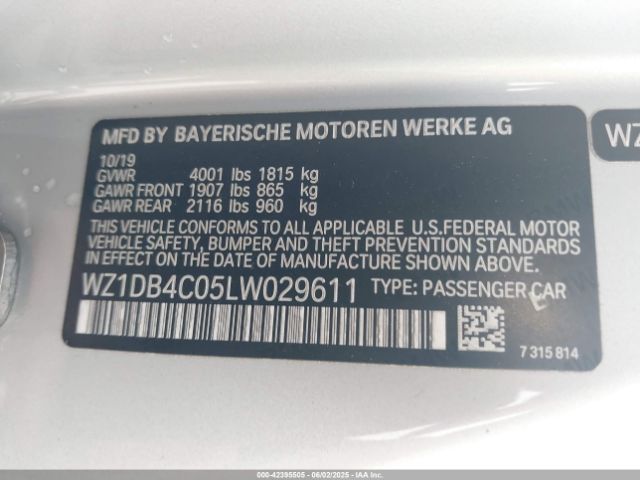 MFD BY BAYERISCHE MOTOREN WERKE AG
10/19
GVWR 4001 lbs 1815 kg
GAWR FRONT 1907 lbs 865 kg
GAWR REAR 2116 lbs 960 kg
THIS VEHICLE CONFORMS TO ALL APPLICABLE U.S.FEDERAL MOTOR
VEHICLE SAFETY, BUMPER AND THEFT PREVENTION STANDARDS
IN EFFECT ON THE DATE OF MANUFACTURE SHOWN ABOVE.
WZ1DB4C05LW029611 TYPE: PASSENGER CAR
E
7 315 814
WZ
000-42395505 - 06/02/2025 - IAAI.COM